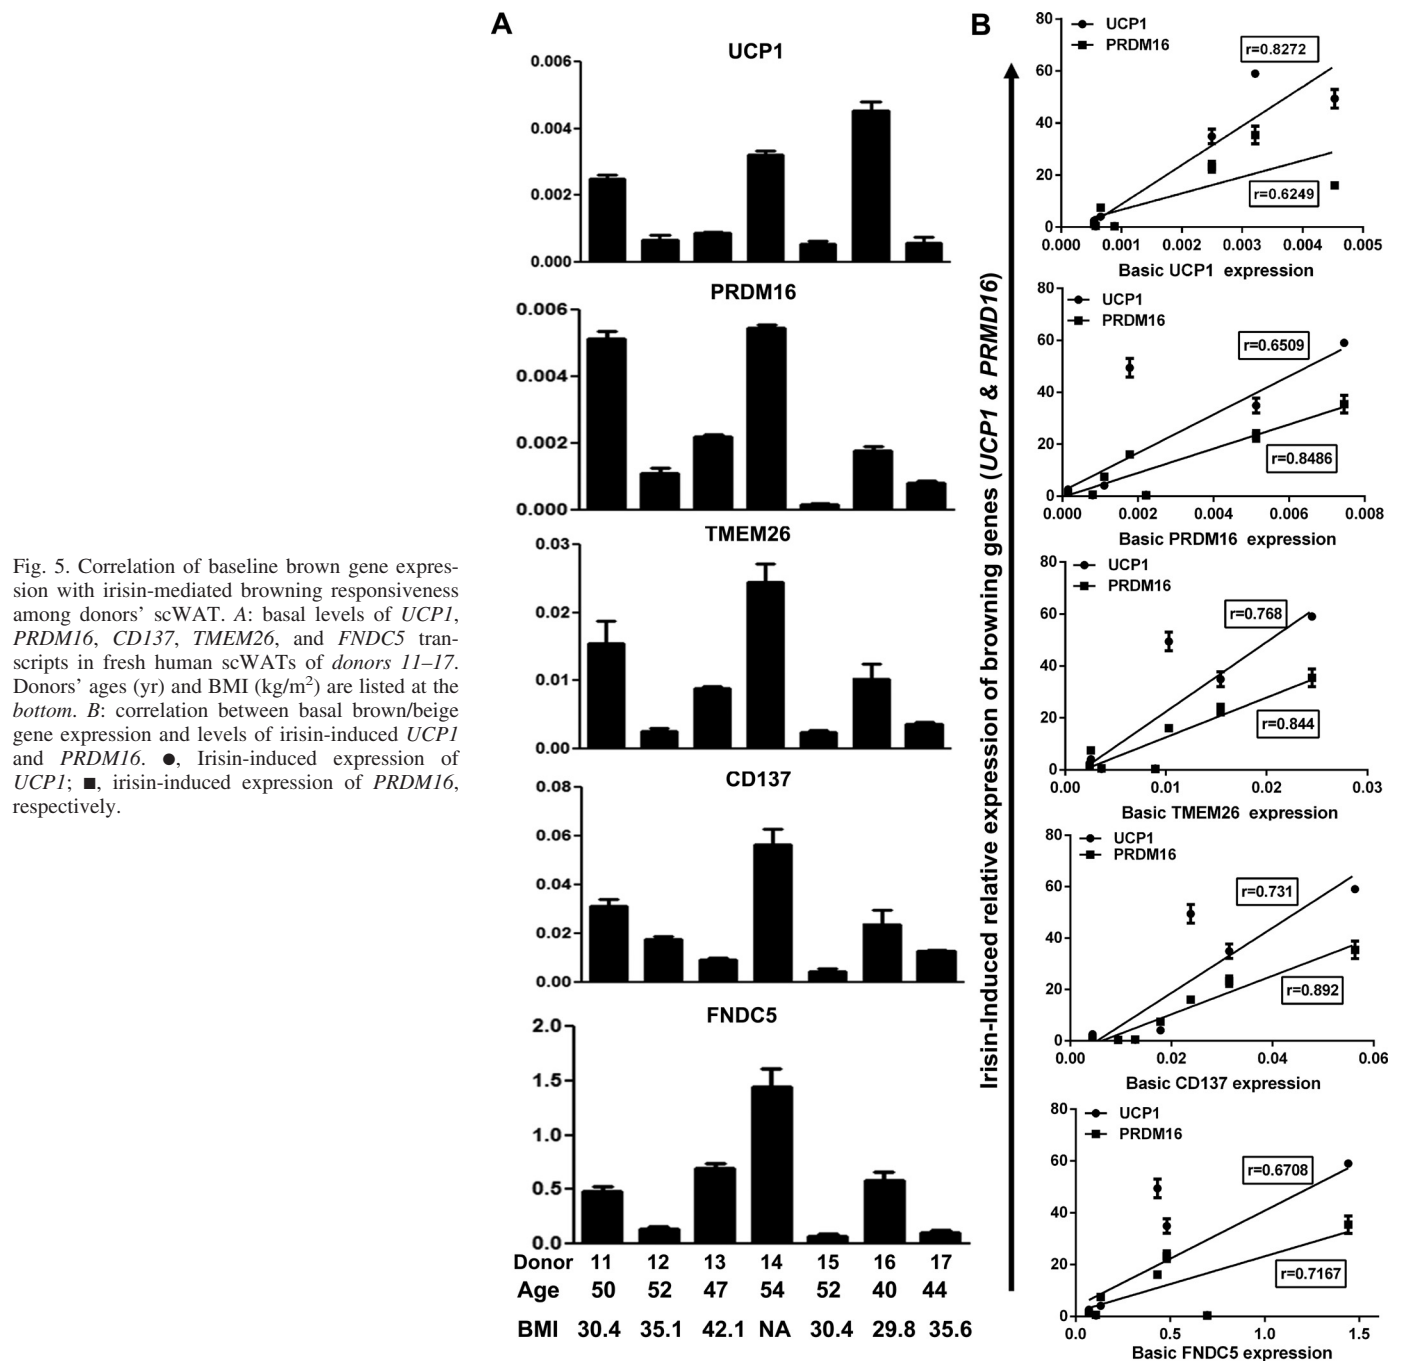 Fig. 5. Correlation of baseline brown gene expres-
sion with irisin-mediated browning responsiveness
among donors' scWAT. A: basal levels of UCP1,
PRDM16, CD137, TMEM26, and FNDC5 tran-
scripts in fresh human scWATs of donors 11–17.
Donors' ages (yr) and BMI (kg/m²) are listed at the
bottom. B: correlation between basal brown/beige
gene expression and levels of irisin-induced UCP1
and PRDM16. ●, Irisin-induced expression of
UCP1; ■, irisin-induced expression of PRDM16,
respectively.
A
UCP1
0.006
0.004
0.002
0.000
PRDM16
0.006
0.004
0.002
0.000
TMEM26
0.03
0.02
0.01
0.00
CD137
0.08
0.06
0.04
0.02
0.00
FNDC5
2.0
1.5
1.0
0.5
0.0
Donor 11 12 13 14 15 16 17
Age 50 52 47 54 52 40 44
BMI 30.4 35.1 42.1 NA 30.4 29.8 35.6
B
Irisin-Induced relative expression of browning genes (UCP1 & PRMD16)
80
60
40
20
0
UCP1
PRDM16
r=0.8272
r=0.6249
0.000 0.001 0.002 0.003 0.004 0.005
Basic UCP1 expression
80
60
40
20
0
UCP1
PRDM16
r=0.6509
r=0.8486
0.000 0.002 0.004 0.006 0.008
Basic PRDM16 expression
80
60
40
20
0
UCP1
PRDM16
r=0.768
r=0.844
0.00 0.01 0.02 0.03
Basic TMEM26 expression
80
60
40
20
0
UCP1
PRDM16
r=0.731
r=0.892
0.00 0.02 0.04 0.06
Basic CD137 expression
80
60
40
20
0
UCP1
PRDM16
r=0.6708
r=0.7167
0.0 0.5 1.0 1.5
Basic FNDC5 expression